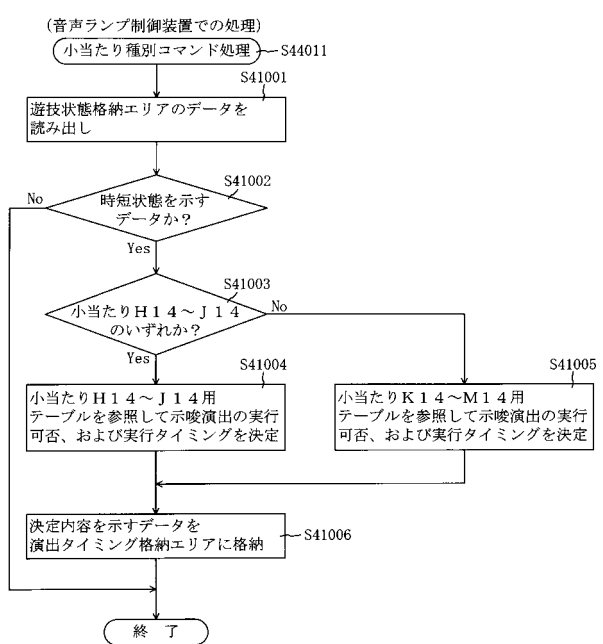 (音声ランプ制御装置での処理)
小当たり種別コマンド処理
S44011
S41001
遊技状態格納エリアのデータを
読み出し
S41002
時短状態を示す
データか？
No
Yes
S41003
小当たりＨ１４～Ｊ１４
のいずれか？
No
Yes
S41004
小当たりＨ１４～Ｊ１４用
テーブルを参照して示唆演出の実行
可否、および実行タイミングを決定
S41005
小当たりＫ１４～Ｍ１４用
テーブルを参照して示唆演出の実行
可否、および実行タイミングを決定
決定内容を示すデータを
演出タイミング格納エリアに格納
S41006
終 了